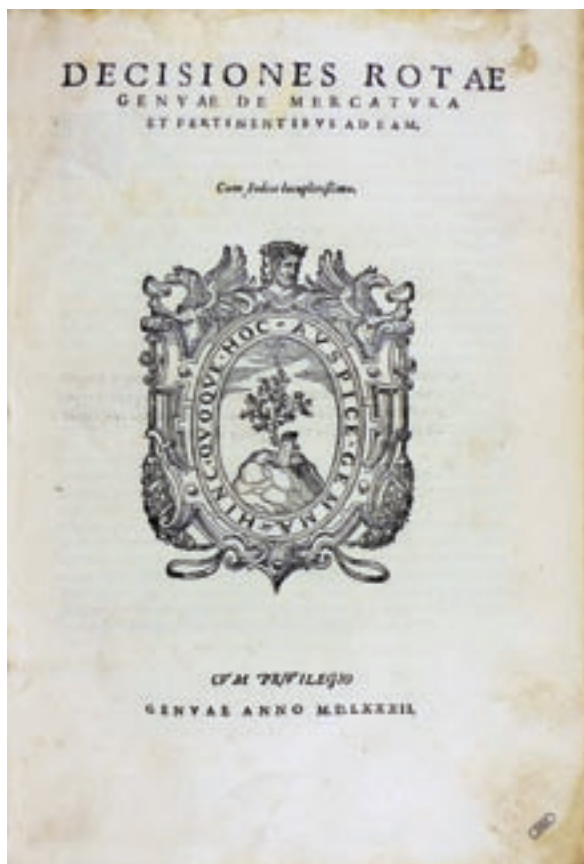 DECISIONES ROTAE
GENVAE DE MERCATVRA
ET PERTINENTIBVS AD EAM.
Cum Indice locupletissimo.
HINC QVOQVE HOC AVSPICE GEMMA
CVM PRIVILEGIO
GENVAE ANNO M.D.LXXXII.